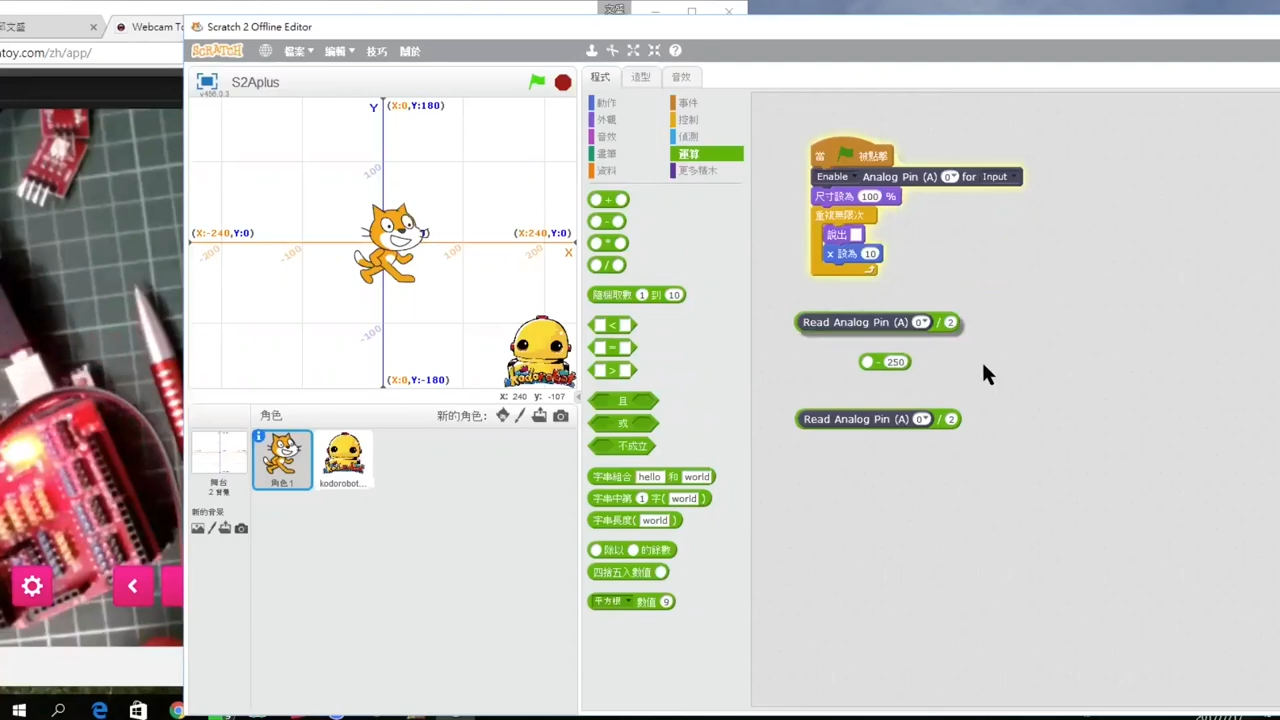 文盛
邱文盛
Webcam To
atoy.com/zh/app/
Scratch 2 Offline Editor
SCRATCH
檔案
編輯
技巧
關於
S2Aplus
v456.0.3
Y
(X:0,Y:180)
100
(X:-240,Y:0)
(X:240,Y:0)
-200
-100
100
200
X
-100
(X:0,Y:-180)
kodorobot
X: 240 y: -107
角色
新的角色:
舞台
2 背景
角色1
kodorobot...
新的背景
程式
造型
音效
動作
事件
外觀
控制
音效
偵測
畫筆
運算
資料
更多積木
+
-
*
/
隨機取數 1 到 10
<
=
>
且
或
不成立
字串組合 hello 和 world
字串中第 1 字( world )
字串長度( world )
除以 的餘數
四捨五入數值
平方根 數值 9
當 被點擊
Enable Analog Pin (A) 0 for Input
尺寸設為 100 %
重複無限次
說出
x 設為 10
Read Analog Pin (A) 0 / 2
- 250
Read Analog Pin (A) 0 / 2